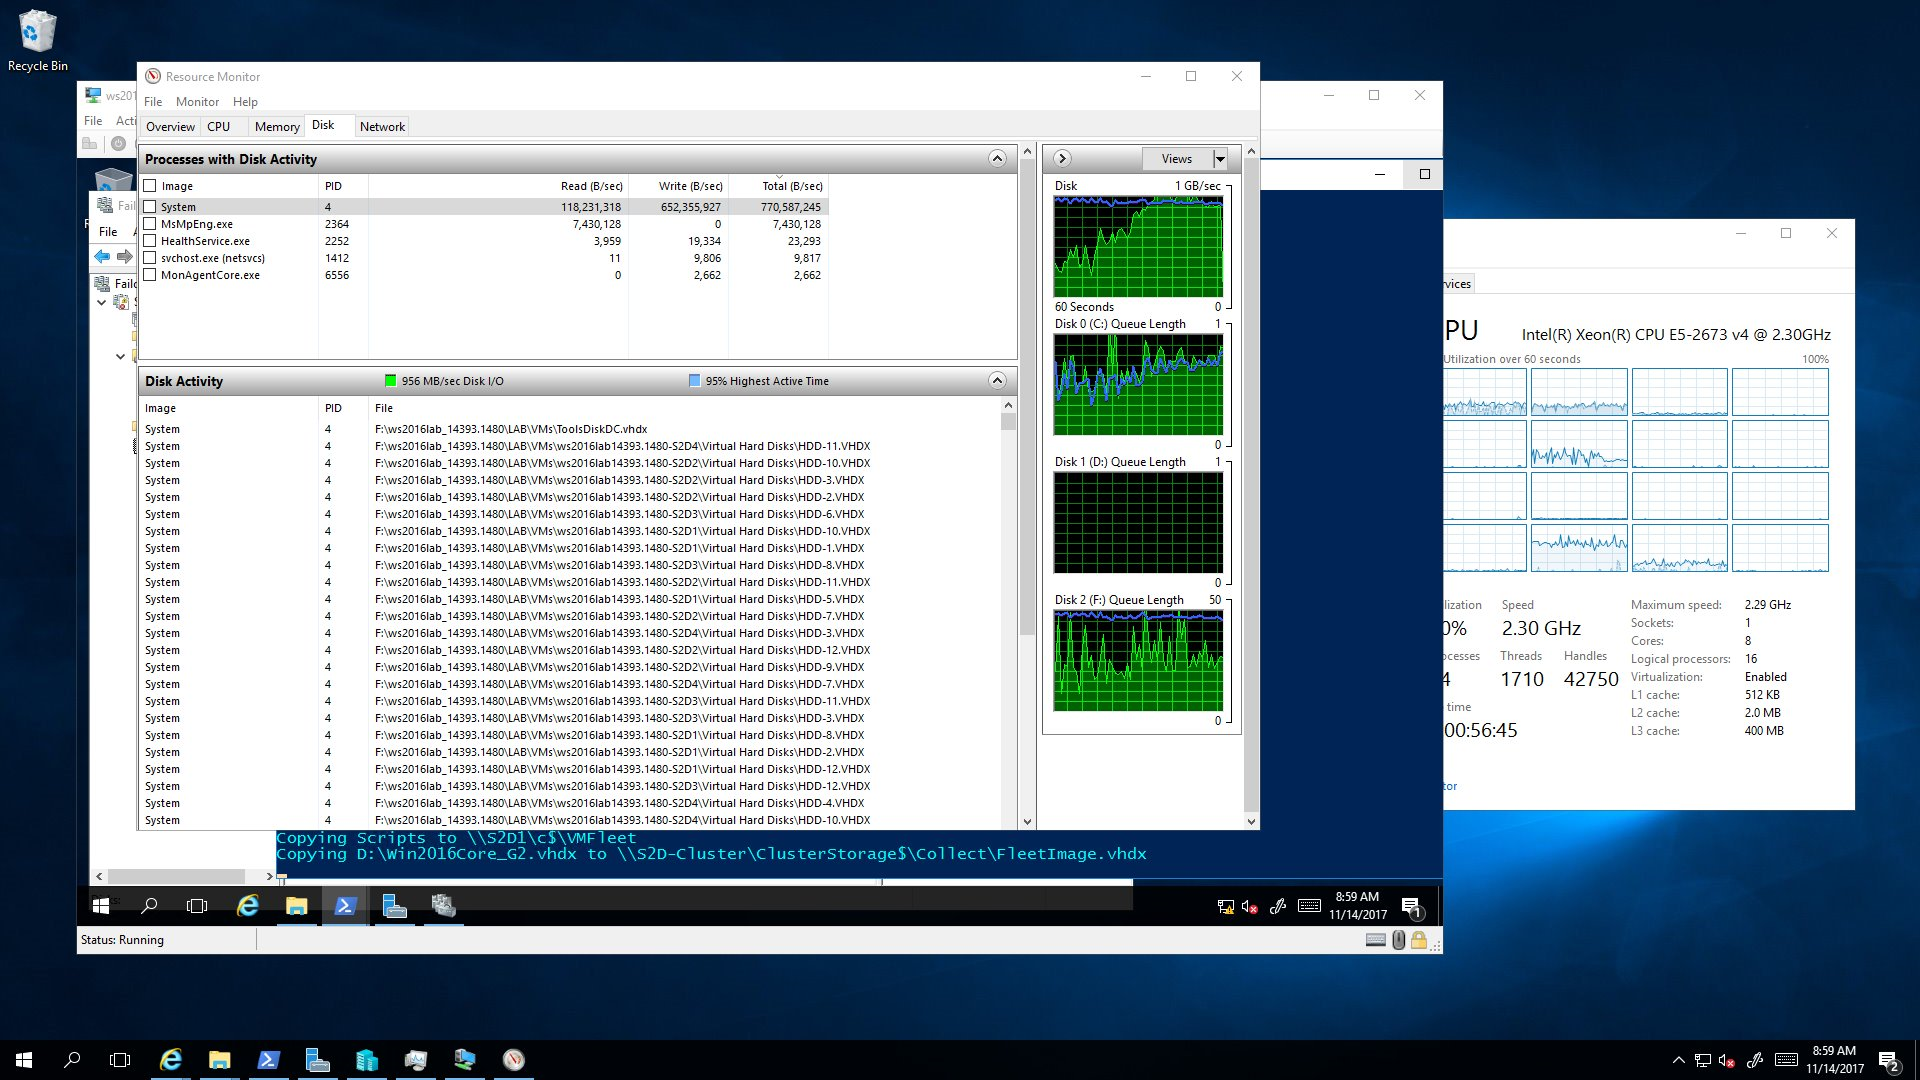 Recycle Bin
Resource Monitor
File Monitor Help
Overview CPU Memory Disk Network
Processes with Disk Activity
Image PID Read (B/sec) Write (B/sec) Total (B/sec)
System 4 118,231,318 652,355,927 770,587,245
MsMpEng.exe 2364 7,430,128 0 7,430,128
HealthService.exe 2252 3,959 19,334 23,293
svchost.exe (netsvcs) 1412 11 9,806 9,817
MonAgentCore.exe 6556 0 2,662 2,662
Disk Activity 956 MB/sec Disk I/O 95% Highest Active Time
Image PID File
System 4 F:\ws2016lab_14393.1480\LAB\VMs\ToolsDiskDC.vhdx
System 4 F:\ws2016lab_14393.1480\LAB\VMs\ws2016lab14393.1480-S2D4\Virtual Hard Disks\HDD-11.VHDX
System 4 F:\ws2016lab_14393.1480\LAB\VMs\ws2016lab14393.1480-S2D2\Virtual Hard Disks\HDD-10.VHDX
System 4 F:\ws2016lab_14393.1480\LAB\VMs\ws2016lab14393.1480-S2D2\Virtual Hard Disks\HDD-3.VHDX
System 4 F:\ws2016lab_14393.1480\LAB\VMs\ws2016lab14393.1480-S2D2\Virtual Hard Disks\HDD-2.VHDX
System 4 F:\ws2016lab_14393.1480\LAB\VMs\ws2016lab14393.1480-S2D3\Virtual Hard Disks\HDD-6.VHDX
System 4 F:\ws2016lab_14393.1480\LAB\VMs\ws2016lab14393.1480-S2D1\Virtual Hard Disks\HDD-10.VHDX
System 4 F:\ws2016lab_14393.1480\LAB\VMs\ws2016lab14393.1480-S2D1\Virtual Hard Disks\HDD-1.VHDX
System 4 F:\ws2016lab_14393.1480\LAB\VMs\ws2016lab14393.1480-S2D3\Virtual Hard Disks\HDD-8.VHDX
System 4 F:\ws2016lab_14393.1480\LAB\VMs\ws2016lab14393.1480-S2D2\Virtual Hard Disks\HDD-11.VHDX
System 4 F:\ws2016lab_14393.1480\LAB\VMs\ws2016lab14393.1480-S2D1\Virtual Hard Disks\HDD-5.VHDX
System 4 F:\ws2016lab_14393.1480\LAB\VMs\ws2016lab14393.1480-S2D2\Virtual Hard Disks\HDD-7.VHDX
System 4 F:\ws2016lab_14393.1480\LAB\VMs\ws2016lab14393.1480-S2D4\Virtual Hard Disks\HDD-3.VHDX
System 4 F:\ws2016lab_14393.1480\LAB\VMs\ws2016lab14393.1480-S2D2\Virtual Hard Disks\HDD-12.VHDX
System 4 F:\ws2016lab_14393.1480\LAB\VMs\ws2016lab14393.1480-S2D2\Virtual Hard Disks\HDD-9.VHDX
System 4 F:\ws2016lab_14393.1480\LAB\VMs\ws2016lab14393.1480-S2D4\Virtual Hard Disks\HDD-7.VHDX
System 4 F:\ws2016lab_14393.1480\LAB\VMs\ws2016lab14393.1480-S2D3\Virtual Hard Disks\HDD-11.VHDX
System 4 F:\ws2016lab_14393.1480\LAB\VMs\ws2016lab14393.1480-S2D3\Virtual Hard Disks\HDD-3.VHDX
System 4 F:\ws2016lab_14393.1480\LAB\VMs\ws2016lab14393.1480-S2D1\Virtual Hard Disks\HDD-8.VHDX
System 4 F:\ws2016lab_14393.1480\LAB\VMs\ws2016lab14393.1480-S2D1\Virtual Hard Disks\HDD-2.VHDX
System 4 F:\ws2016lab_14393.1480\LAB\VMs\ws2016lab14393.1480-S2D1\Virtual Hard Disks\HDD-12.VHDX
System 4 F:\ws2016lab_14393.1480\LAB\VMs\ws2016lab14393.1480-S2D3\Virtual Hard Disks\HDD-12.VHDX
System 4 F:\ws2016lab_14393.1480\LAB\VMs\ws2016lab14393.1480-S2D4\Virtual Hard Disks\HDD-4.VHDX
System 4 F:\ws2016lab_14393.1480\LAB\VMs\ws2016lab14393.1480-S2D4\Virtual Hard Disks\HDD-10.VHDX
Views
Disk 1 GB/sec
60 Seconds 0
Disk 0 (C:) Queue Length 1
0
Disk 1 (D:) Queue Length 1
0
Disk 2 (F:) Queue Length 50
0
ws201
File Acti
Fail
File A
Failo
Copying Scripts to \\S2D1\c$\VMFleet
Copying D:\Win2016Core_G2.vhdx to \\S2D-Cluster\ClusterStorage$\Collect\FleetImage.vhdx
8:59 AM
11/14/2017
1
Status: Running
vices
PU Intel(R) Xeon(R) CPU E5-2673 v4 @ 2.30GHz
Utilization over 60 seconds 100%
lization Speed
0% 2.30 GHz
ocesses Threads Handles
4 1710 42750
time
00:56:45
Maximum speed: 2.29 GHz
Sockets: 1
Cores: 8
Logical processors: 16
Virtualization: Enabled
L1 cache: 512 KB
L2 cache: 2.0 MB
L3 cache: 400 MB
tor
8:59 AM
11/14/2017
2